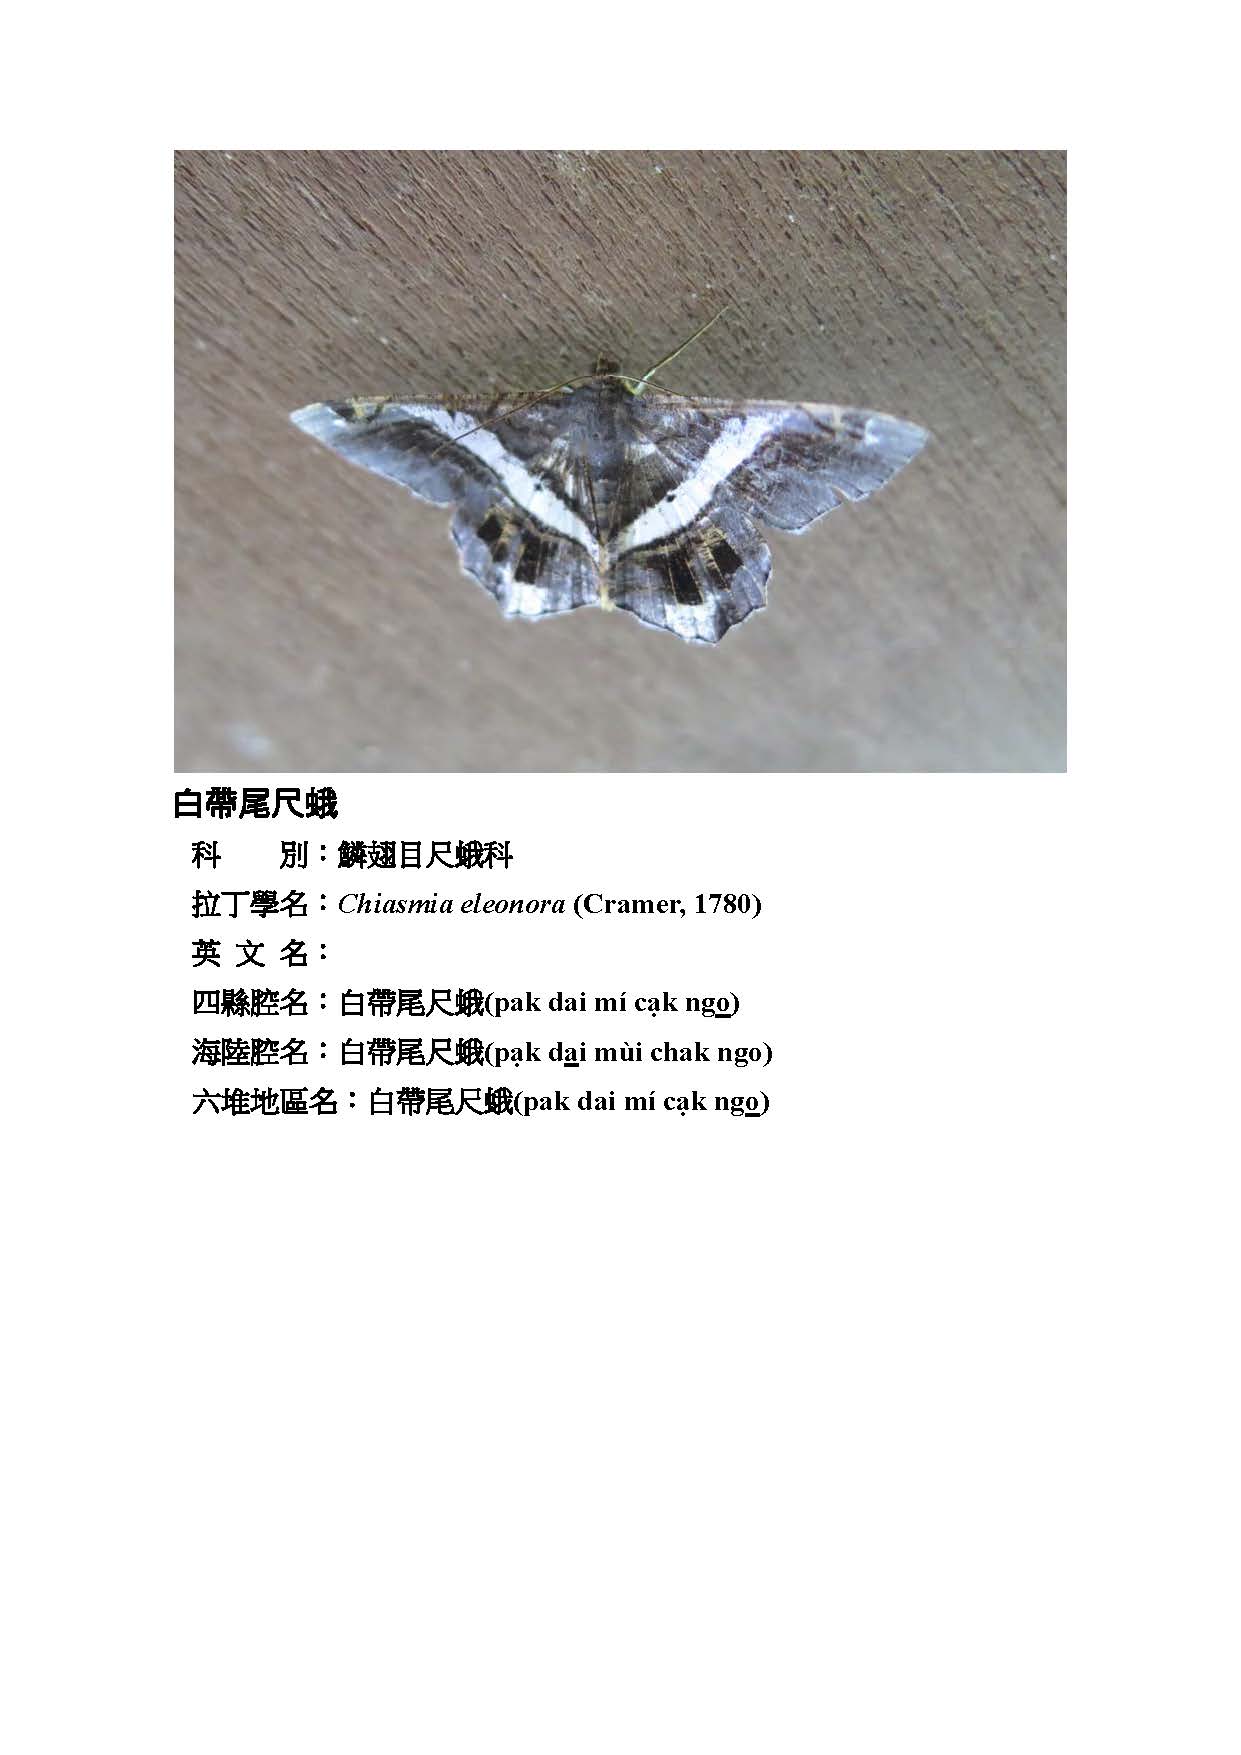 白帶尾尺蛾
科　　別：鱗翅目尺蛾科
拉丁學名：Chiasmia eleonora (Cramer, 1780)
英 文 名：
四縣腔名：白帶尾尺蛾(pak dai mí cạk ngo̲)
海陸腔名：白帶尾尺蛾(pạk da̲i mùi chak ngo)
六堆地區名：白帶尾尺蛾(pak dai mí cạk ngo̲)